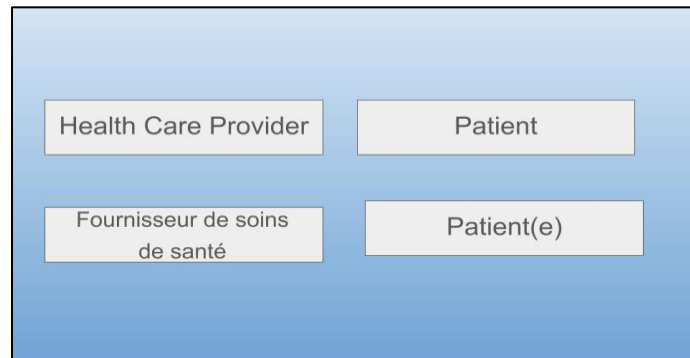 Health Care Provider
Patient
Fournisseur de soins
de santé
Patient(e)